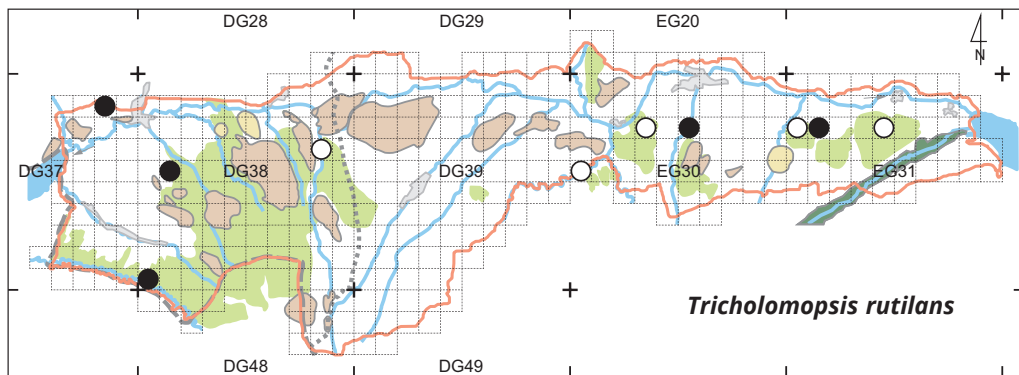 DG28 DG29 EG20
N
DG37 DG38 DG39 EG30 EG31
Tricholomopsis rutilans
DG48 DG49